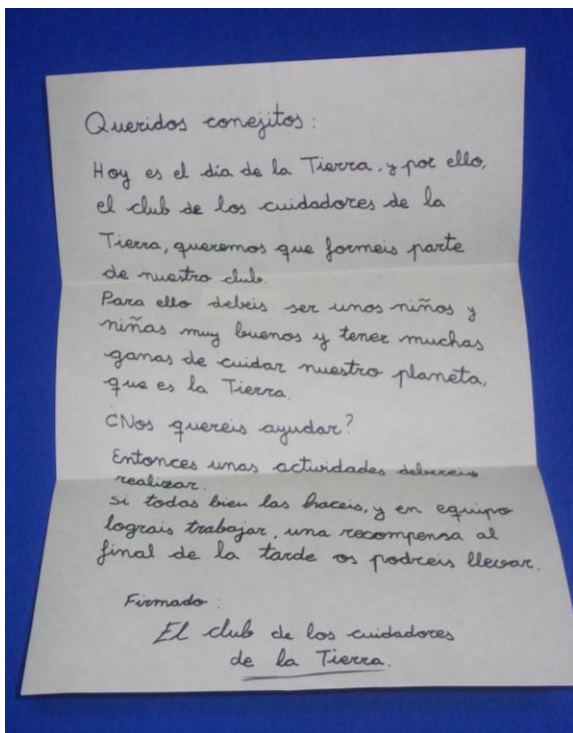 Queridos conejitos:
Hoy es el día de la Tierra, y por ello,
el club de los cuidadores de la
Tierra, queremos que formeis parte
de nuestro club.
Para ello debeis ser unos niños y
niñas muy buenos y tener muchas
ganas de cuidar nuestro planeta,
que es la Tierra.
¿Nos quereis ayudar?
Entonces unas actividades debereis
realizar.
si todas bien las haceis, y en equipo
lograis trabajar, una recompensa al
final de la tarde os podreis llevar.
Firmado:
El club de los cuidadores
de la Tierra.